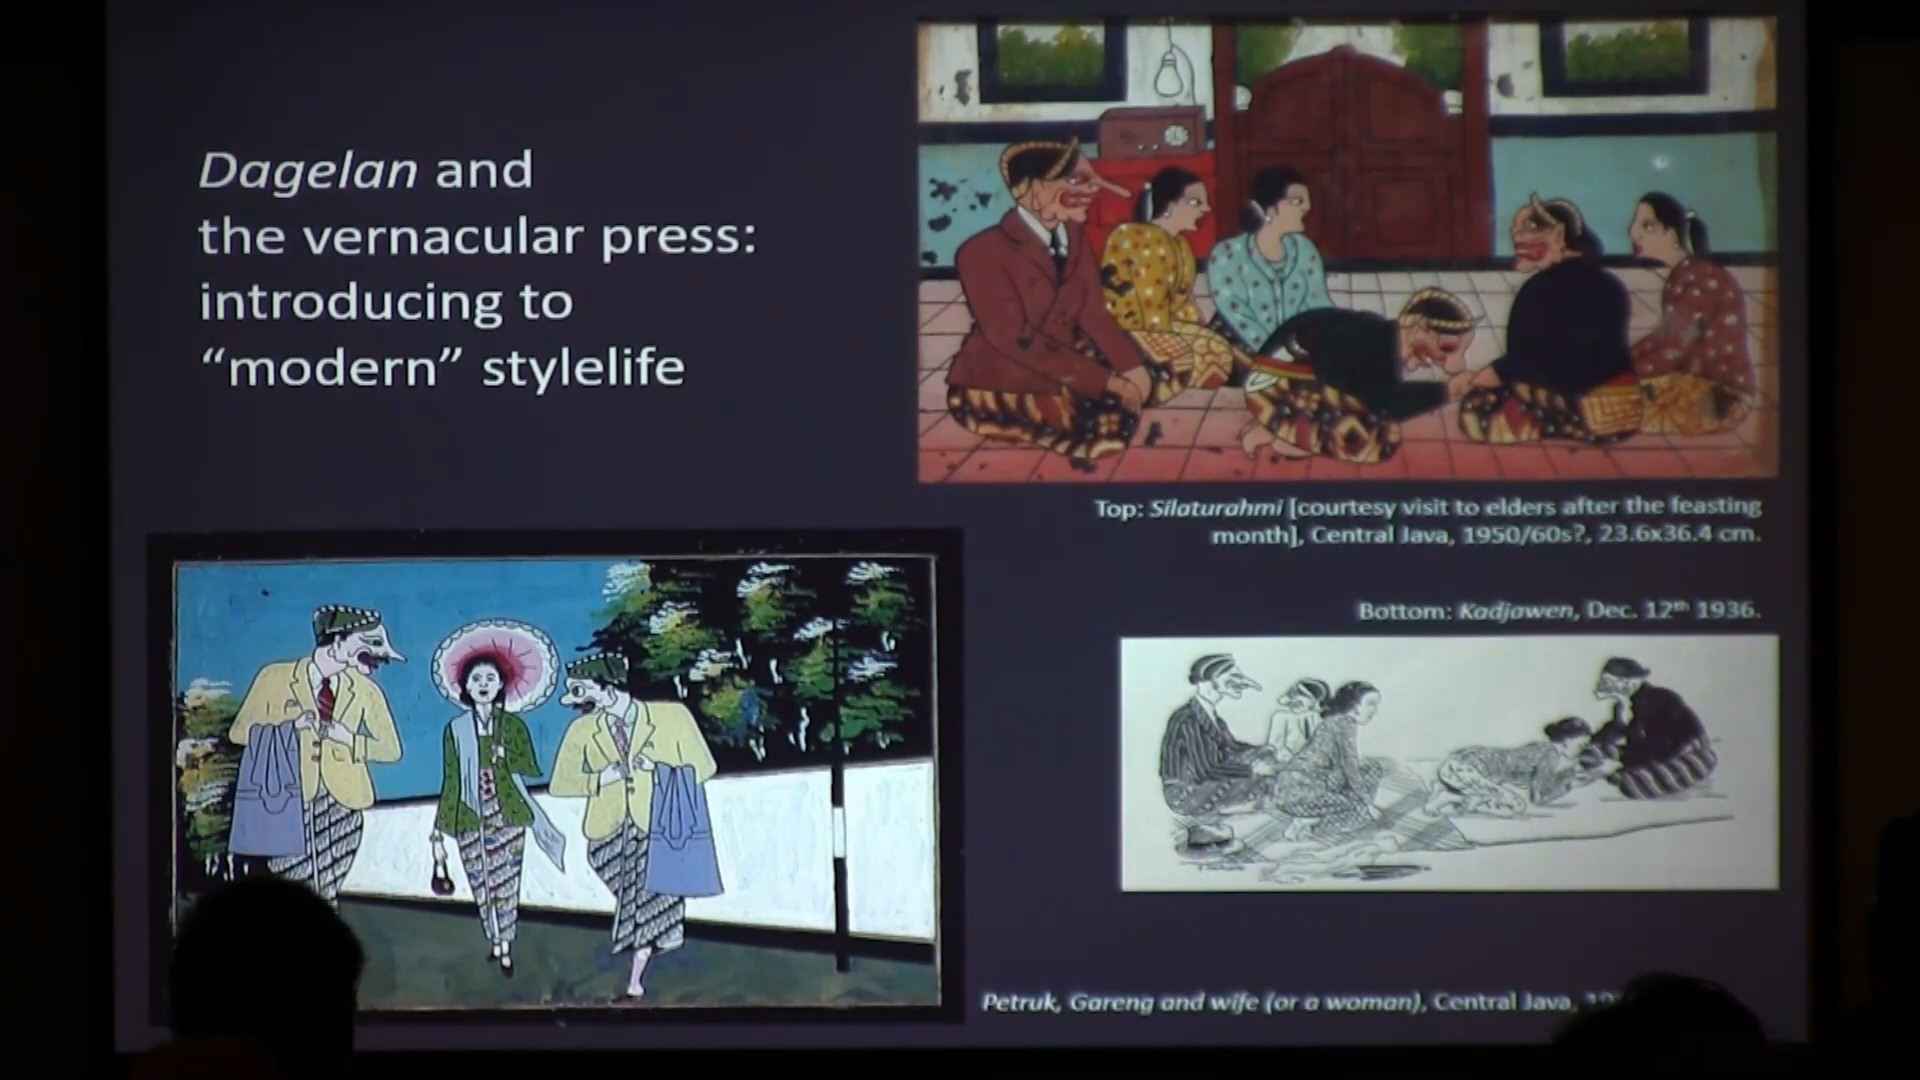 Dagelan and
the vernacular press:
introducing to
“modern” stylelife
Top: Silaturahmi [courtesy visit to elders after the feasting
month], Central Java, 1950/60s?, 23.6x36.4 cm.
Bottom: Kadjawen, Dec. 12th 1936.
Petruk, Gareng and wife (or a woman), Central Java,